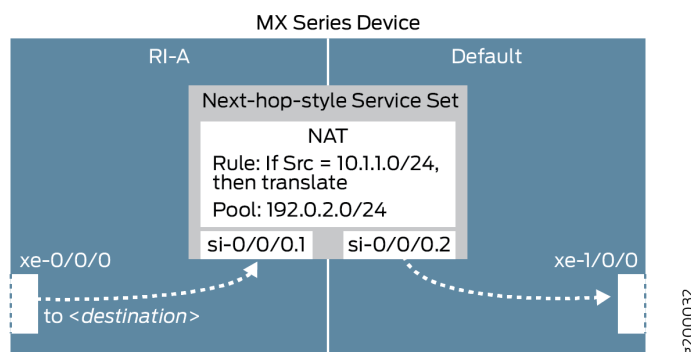 MX Series Device
RI-A
Default
Next-hop-style Service Set
NAT
Rule: If Src = 10.1.1.0/24,
then translate
Pool: 192.0.2.0/24
si-0/0/0.1
si-0/0/0.2
xe-0/0/0
xe-1/0/0
to <destination>
g200032